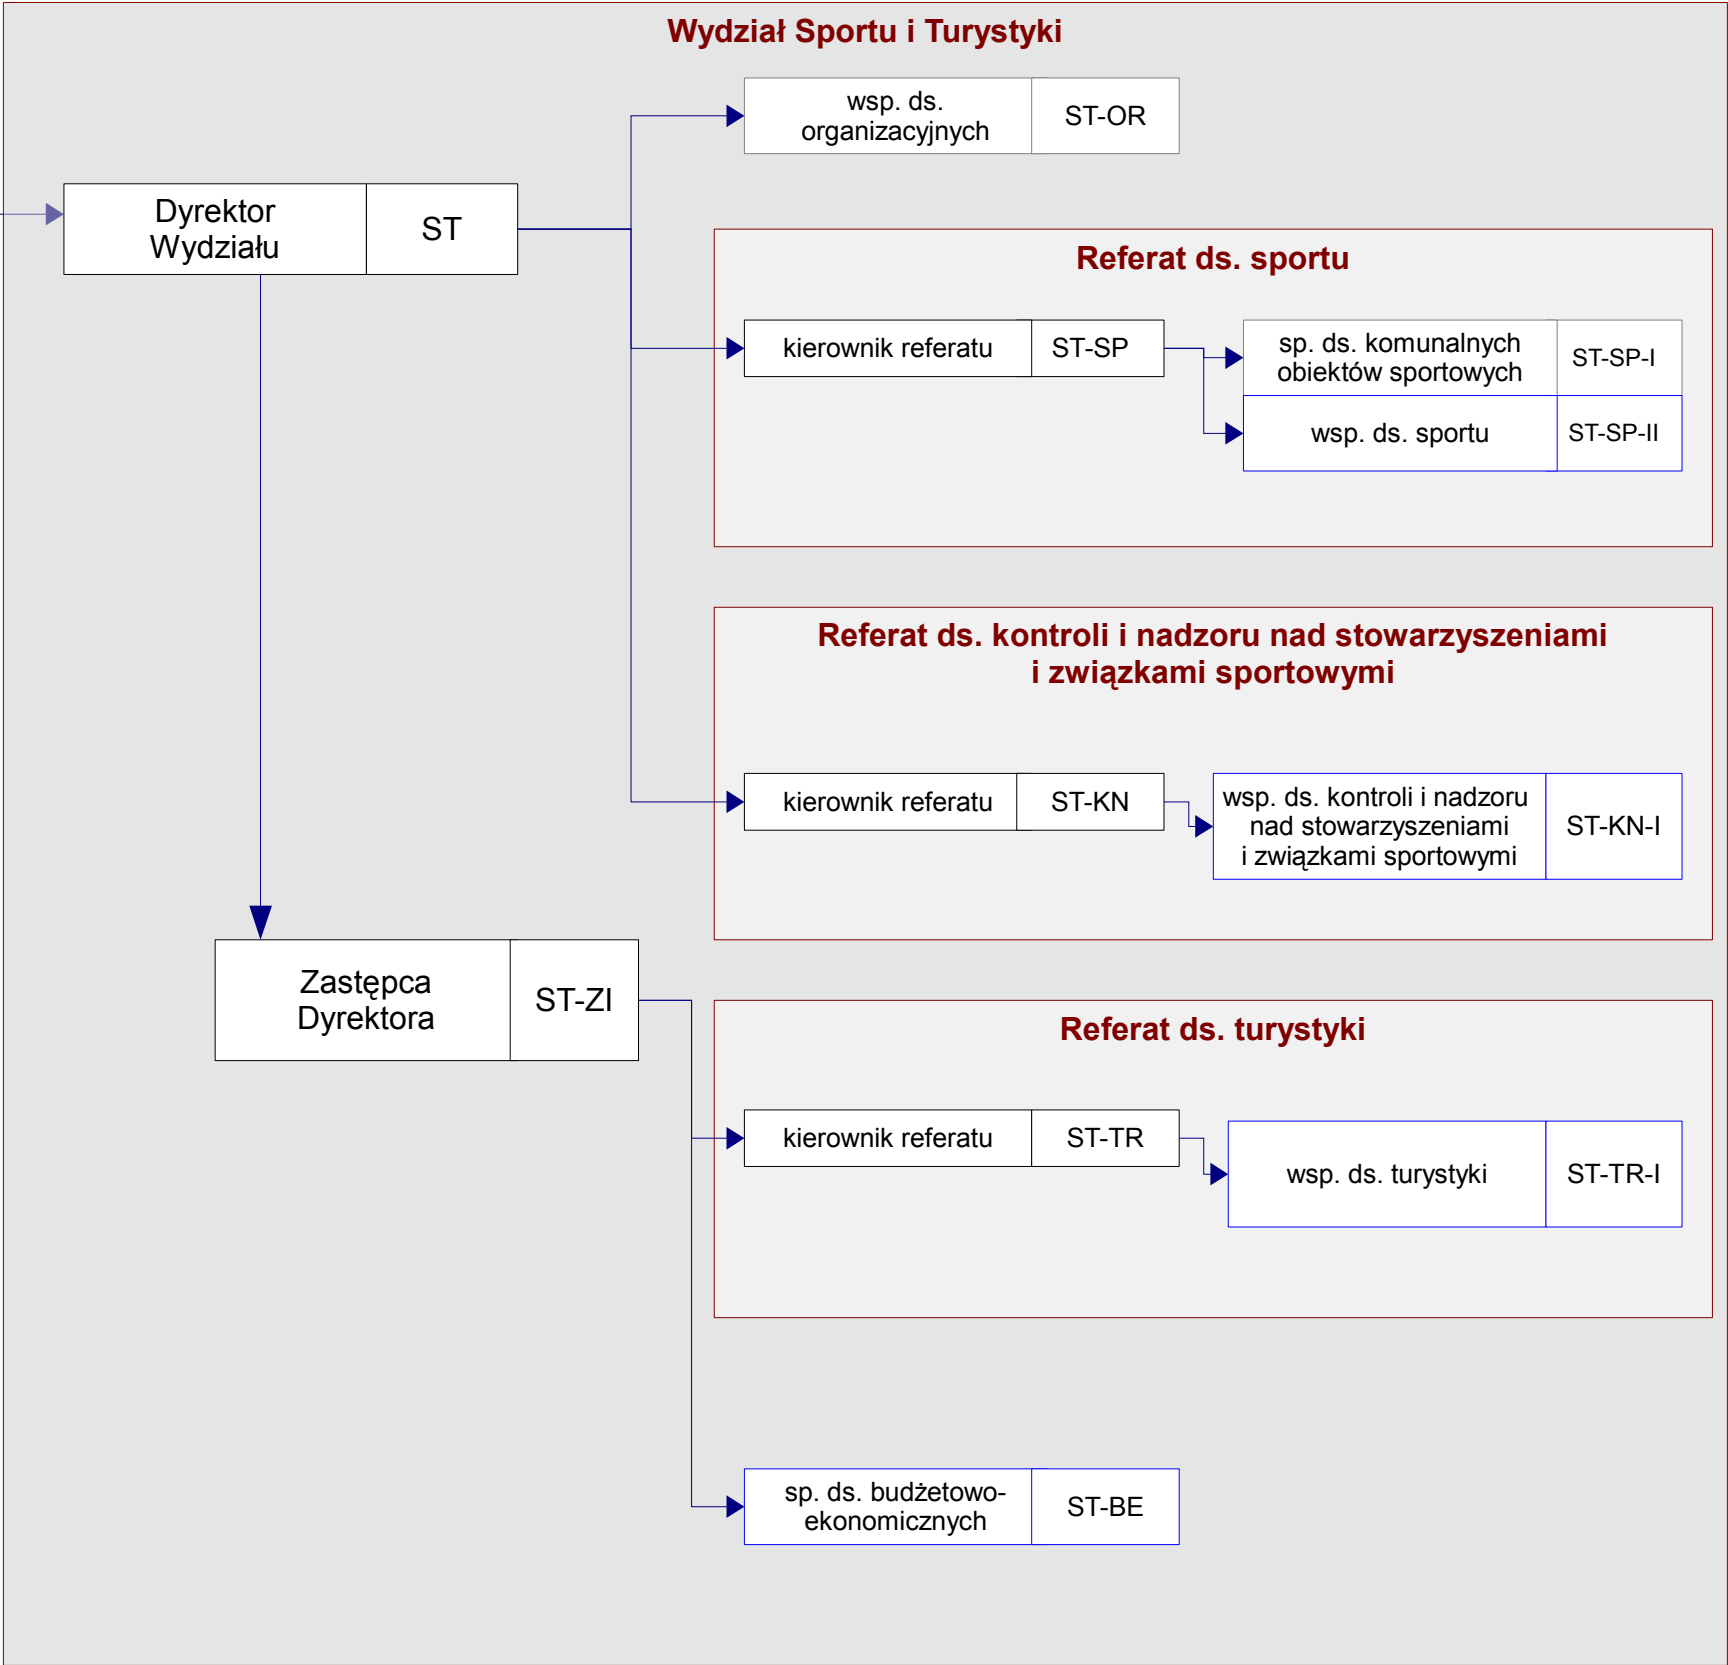 Wydział Sportu i Turystyki
wsp. ds.
organizacyjnych
ST-OR
Dyrektor
Wydziału
ST
Referat ds. sportu
kierownik referatu
ST-SP
sp. ds. komunalnych
obiektów sportowych
ST-SP-I
wsp. ds. sportu
ST-SP-II
Referat ds. kontroli i nadzoru nad stowarzyszeniami
i związkami sportowymi
kierownik referatu
ST-KN
wsp. ds. kontroli i nadzoru
nad stowarzyszeniami
i związkami sportowymi
ST-KN-I
Zastępca
Dyrektora
ST-ZI
Referat ds. turystyki
kierownik referatu
ST-TR
wsp. ds. turystyki
ST-TR-I
sp. ds. budżetowo-
ekonomicznych
ST-BE